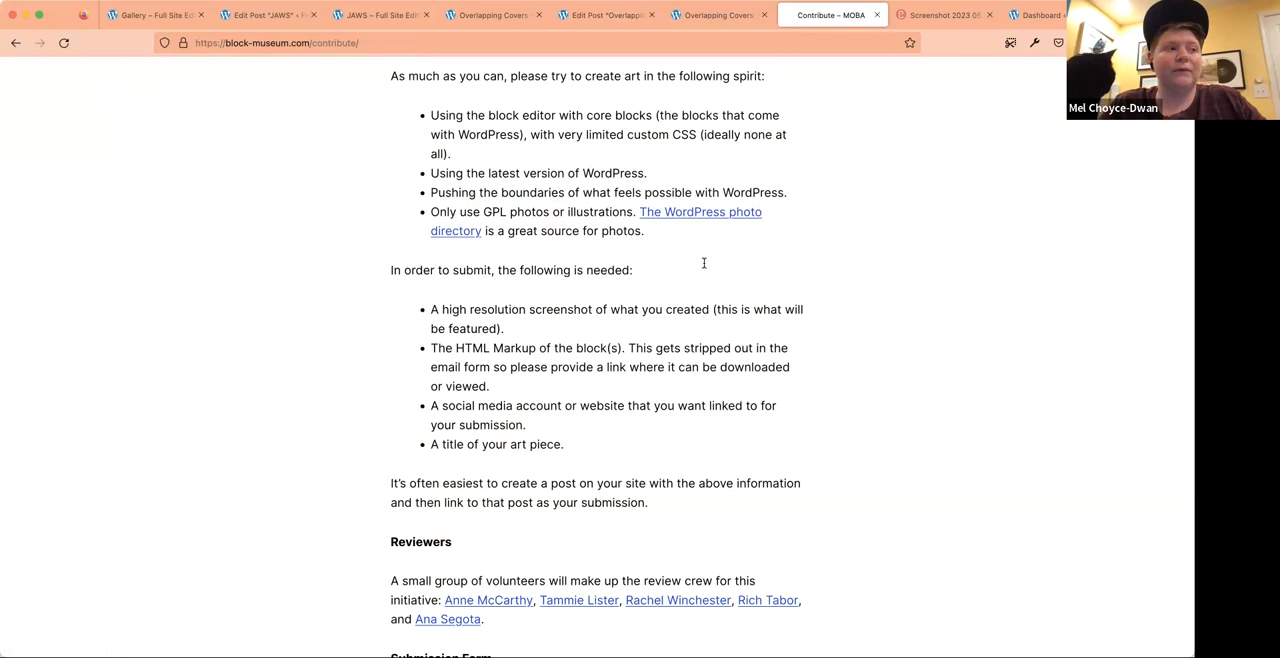 Gallery – Full Site Edi
Edit Post "JAWS" ‹ F
JAWS – Full Site Edi
Overlapping Covers
Edit Post "Overlappi
Overlapping Covers
Contribute – MOBA
Screenshot 2023 05
Dashboard
https://block-museum.com/contribute/
Mel Choyce-Dwan
As much as you can, please try to create art in the following spirit:
• Using the block editor with core blocks (the blocks that come
with WordPress), with very limited custom CSS (ideally none at
all).
• Using the latest version of WordPress.
• Pushing the boundaries of what feels possible with WordPress.
• Only use GPL photos or illustrations. The WordPress photo
directory is a great source for photos.
In order to submit, the following is needed:
• A high resolution screenshot of what you created (this is what will
be featured).
• The HTML Markup of the block(s). This gets stripped out in the
email form so please provide a link where it can be downloaded
or viewed.
• A social media account or website that you want linked to for
your submission.
• A title of your art piece.
It's often easiest to create a post on your site with the above information
and then link to that post as your submission.
Reviewers
A small group of volunteers will make up the review crew for this
initiative: Anne McCarthy, Tammie Lister, Rachel Winchester, Rich Tabor,
and Ana Segota.
Submission Form